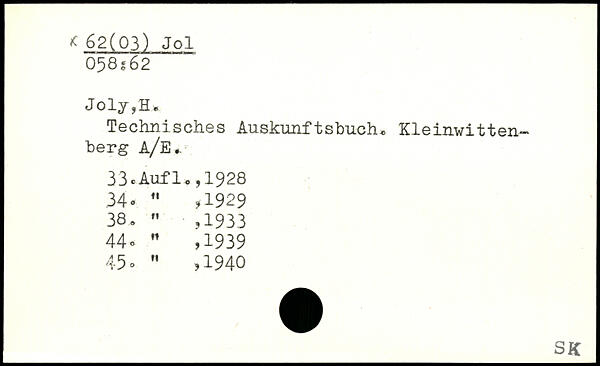 x 62(03) Jol
058:62
Joly,H.
Technisches Auskunftsbuch. Kleinwitten-
berg A/E.
33.Aufl.,1928
34. " ,1929
38. " ,1933
44. " ,1939
45. " ,1940
SK